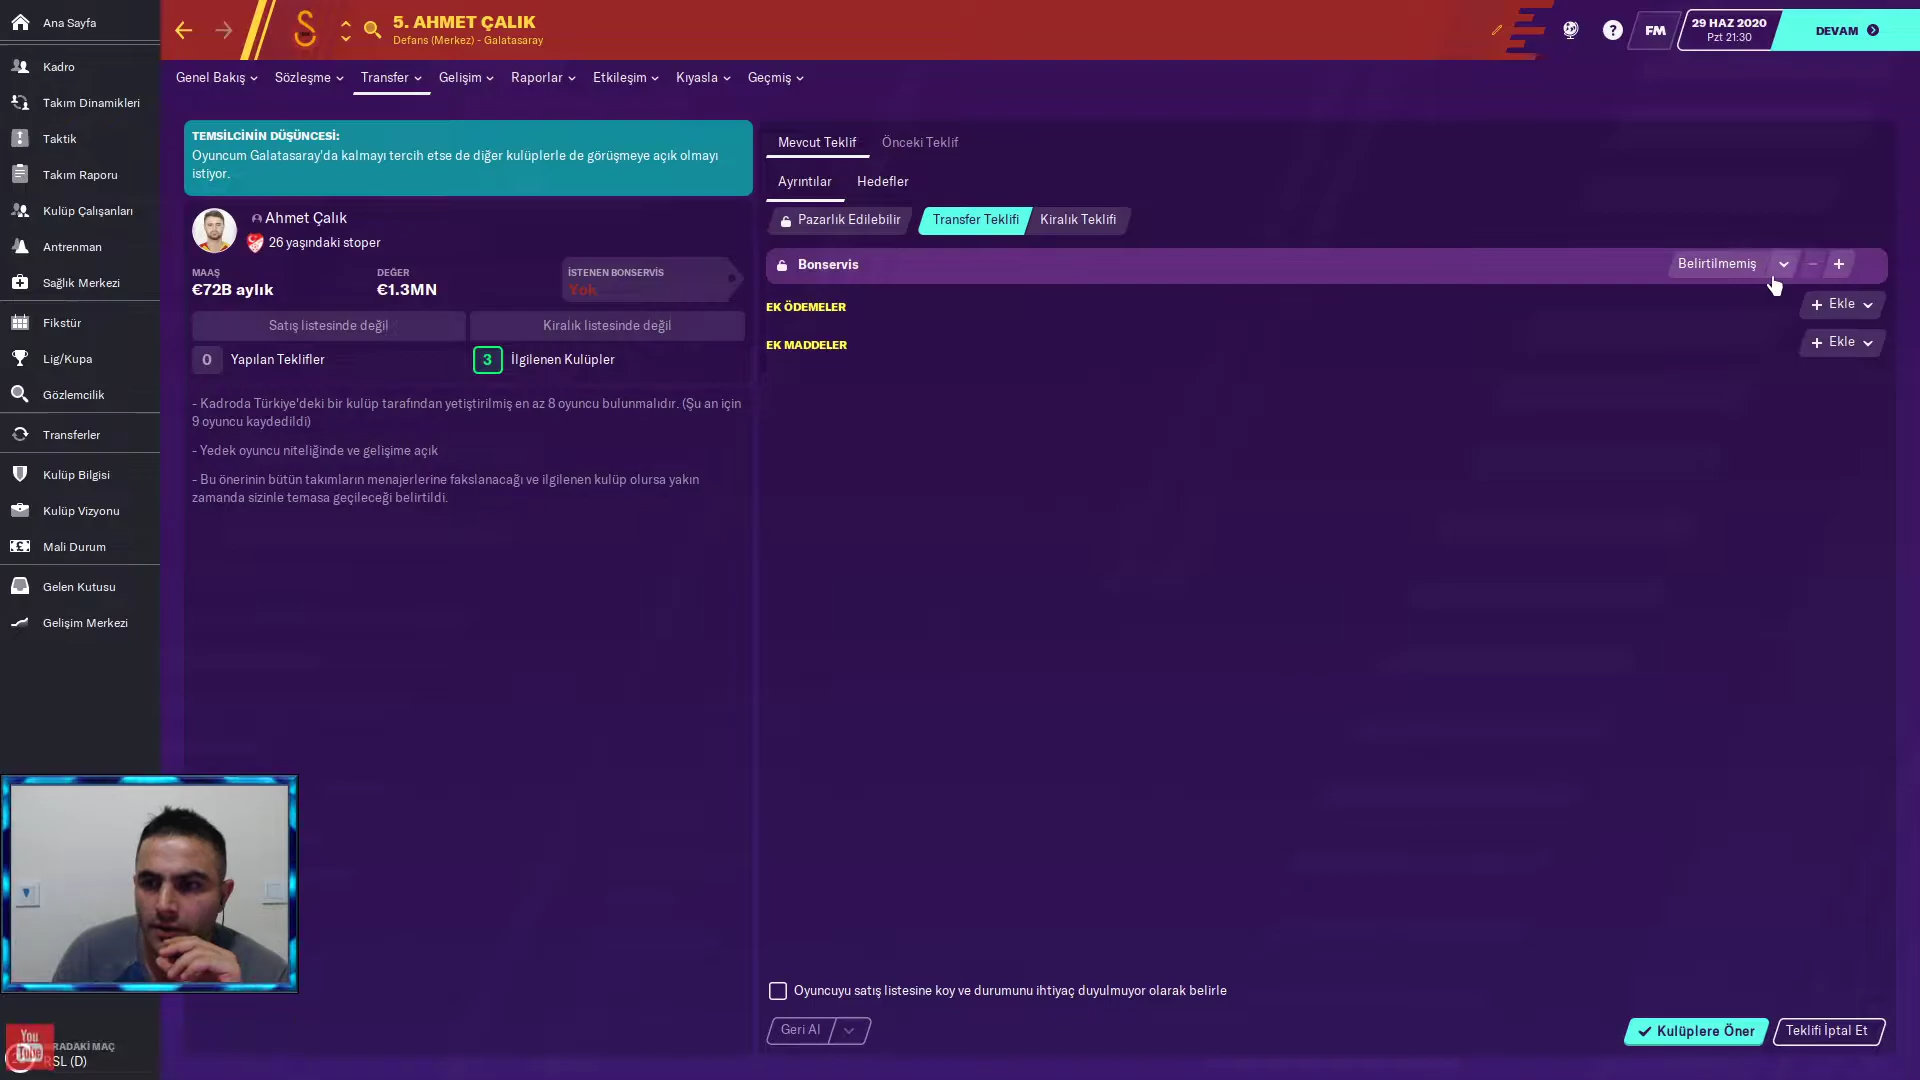 Ana Sayfa
Kadro
Takım Dinamikleri
Taktik
Takım Raporu
Kulüp Çalışanları
Antrenman
Sağlık Merkezi
Fikstür
Lig/Kupa
Gözlemcilik
Transferler
Kulüp Bilgisi
Kulüp Vizyonu
Mali Durum
Gelen Kutusu
Gelişim Merkezi
5. AHMET ÇALIK
Defans (Merkez) - Galatasaray
FM
29 HAZ 2020
Pzt 21:30
DEVAM
Genel Bakış
Sözleşme
Transfer
Gelişim
Raporlar
Etkileşim
Kıyasla
Geçmiş
TEMSİLCİNİN DÜŞÜNCESİ:
Oyuncum Galatasaray'da kalmayı tercih etse de diğer kulüplerle de görüşmeye açık olmayı
istiyor.
Ahmet Çalık
26 yaşındaki stoper
MAAŞ
€72B aylık
DEĞER
€1.3MN
İSTENEN BONSERVİS
Yok
Satış listesinde değil
Kiralık listesinde değil
0 Yapılan Teklifler
3 İlgilenen Kulüpler
- Kadroda Türkiye'deki bir kulüp tarafından yetiştirilmiş en az 8 oyuncu bulunmalıdır. (Şu an için
9 oyuncu kaydedildi)
- Yedek oyuncu niteliğinde ve gelişime açık
- Bu önerinin bütün takımların menajerlerine fakslanacağı ve ilgilenen kulüp olursa yakın
zamanda sizinle temasa geçileceği belirtildi.
Mevcut Teklif
Önceki Teklif
Ayrıntılar
Hedefler
Pazarlık Edilebilir
Transfer Teklifi
Kiralık Teklifi
Bonservis
Belirtilmemiş
EK ÖDEMELER
+ Ekle
EK MADDELER
+ Ekle
Oyuncuyu satış listesine koy ve durumunu ihtiyaç duyulmuyor olarak belirle
Geri Al
Kulüplere Öner
Teklifi İptal Et
You
Tube
RADAKİ MAÇ
RSL (D)